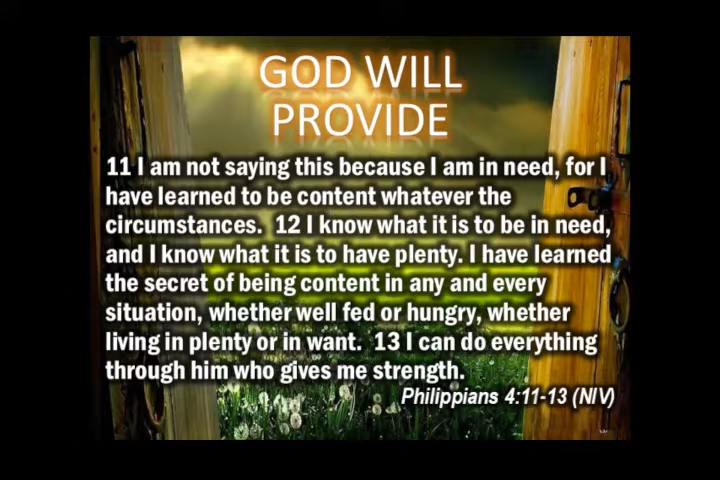 GOD WILL
PROVIDE
11 I am not saying this because I am in need, for I
have learned to be content whatever the
circumstances. 12 I know what it is to be in need,
and I know what it is to have plenty. I have learned
the secret of being content in any and every
situation, whether well fed or hungry, whether
living in plenty or in want. 13 I can do everything
through him who gives me strength.
Philippians 4:11-13 (NIV)